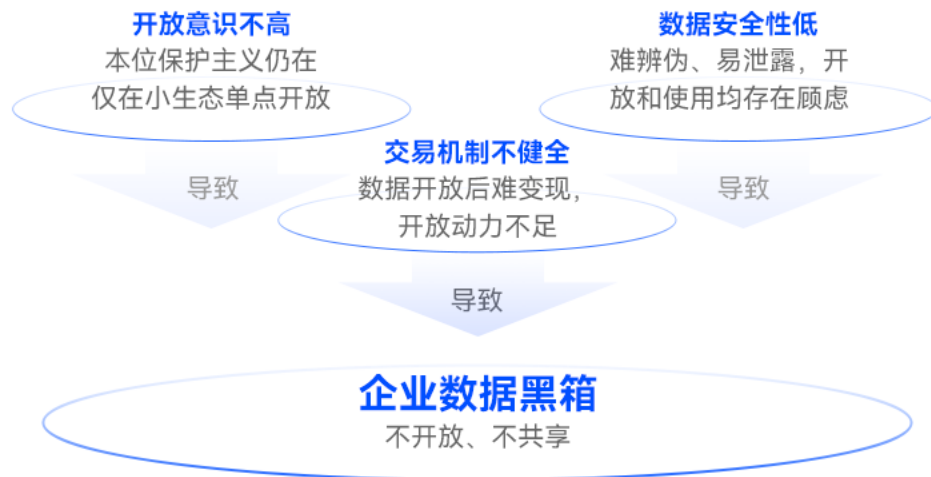 开放意识不高
本位保护主义仍在
仅在小生态单点开放
导致
数据安全性低
难辨伪、易泄露，开
放和使用均存在顾虑
导致
交易机制不健全
数据开放后难变现，
开放动力不足
导致
企业数据黑箱
不开放、不共享